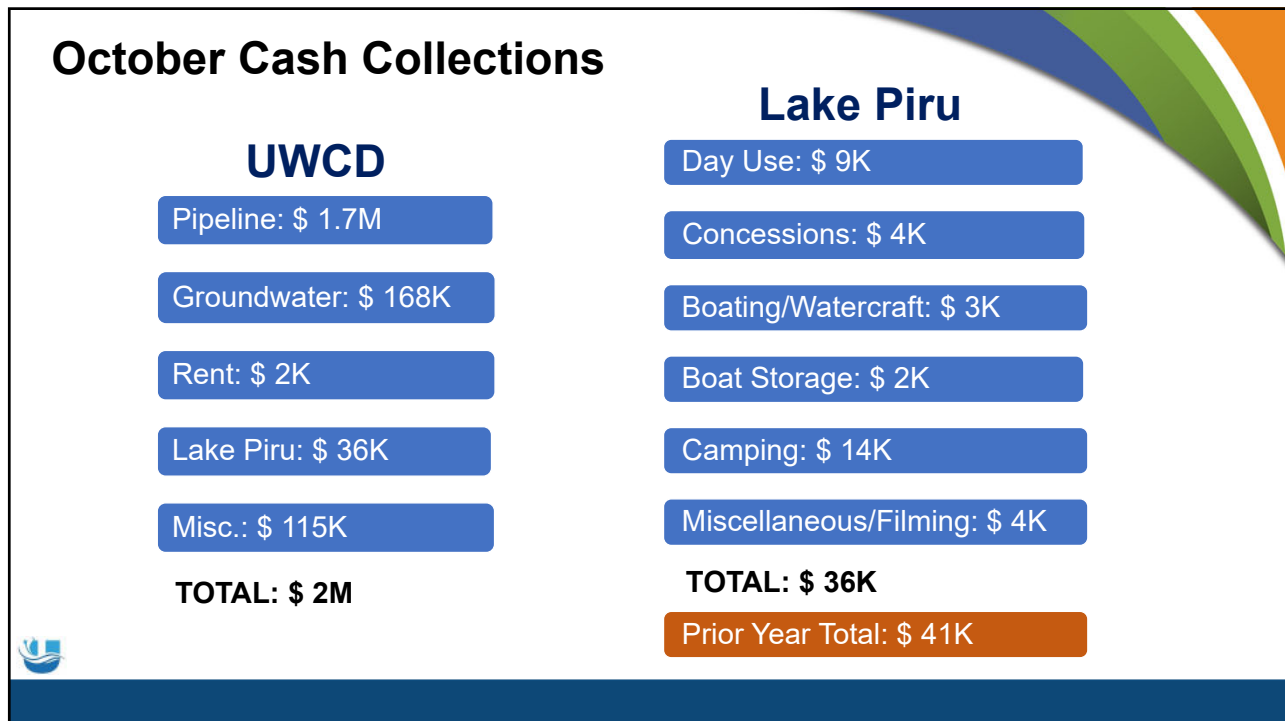 October Cash Collections
UWCD
Pipeline: $ 1.7M
Groundwater: $ 168K
Rent: $ 2K
Lake Piru: $ 36K
Misc.: $ 115K
TOTAL: $ 2M
Lake Piru
Day Use: $ 9K
Concessions: $ 4K
Boating/Watercraft: $ 3K
Boat Storage: $ 2K
Camping: $ 14K
Miscellaneous/Filming: $ 4K
TOTAL: $ 36K
Prior Year Total: $ 41K